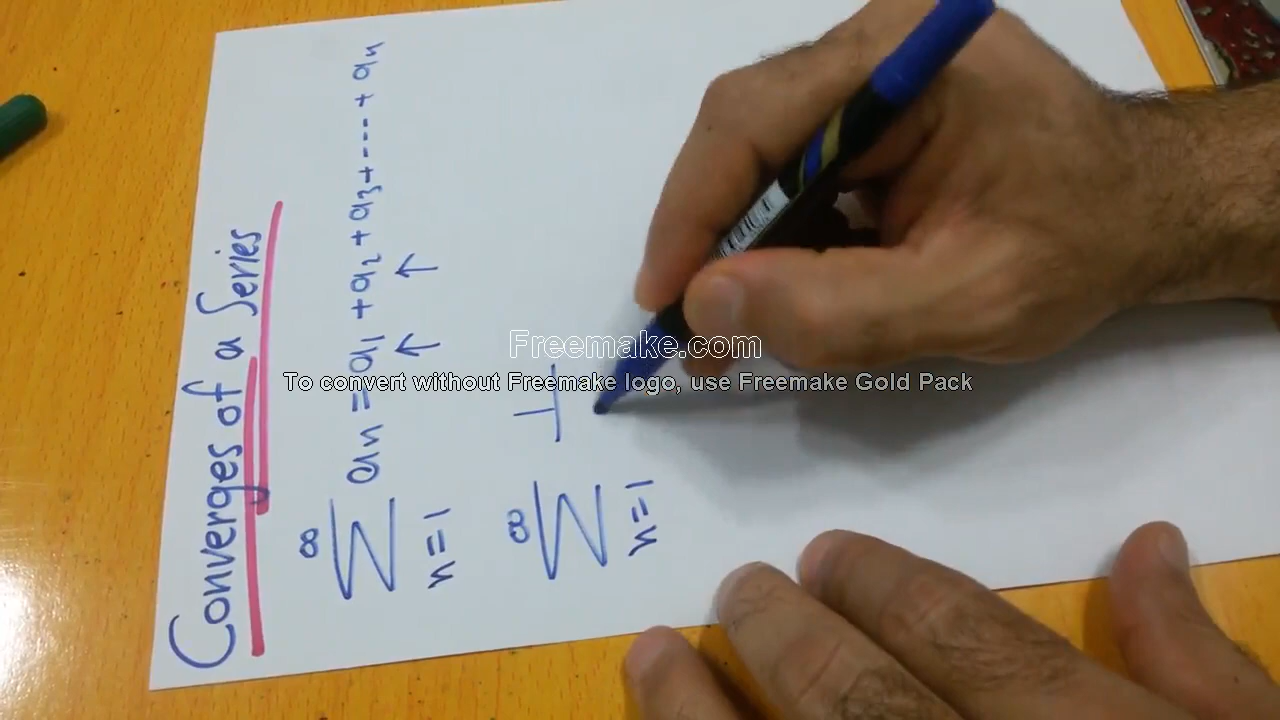 Converges of a Series
∞
∑ an = a1 + a2 + a3 + ---- + an
n=1
↑ ↑
∞
∑ 1
n=1
Freemake.com
To convert without Freemake logo, use Freemake Gold Pack